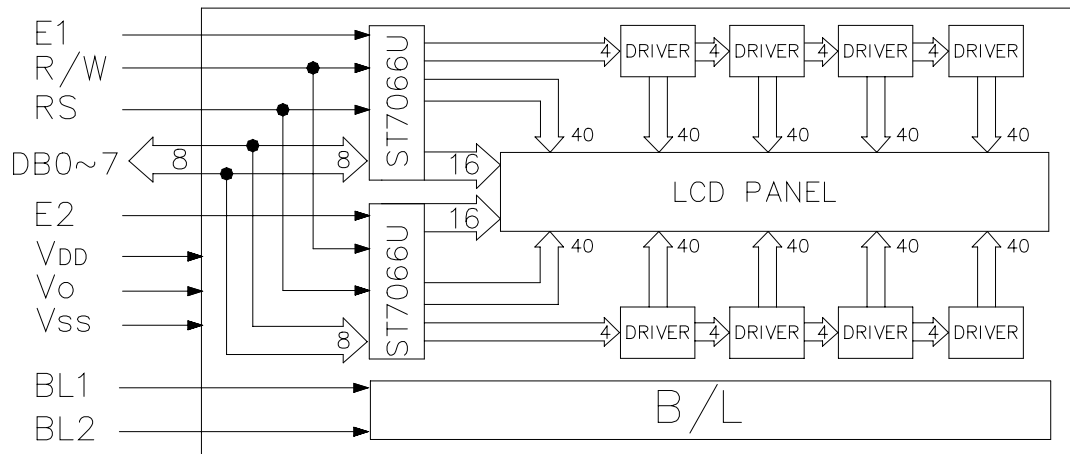 E1
R/W
RS
DB0~7
E2
VDD
Vo
Vss
BL1
BL2
8
8
8
ST7066U
ST7066U
4 DRIVER 4 DRIVER 4 DRIVER 4 DRIVER
40 40 40 40 40
16
LCD PANEL
16
40 40 40 40 40
4 DRIVER 4 DRIVER 4 DRIVER 4 DRIVER
B/L